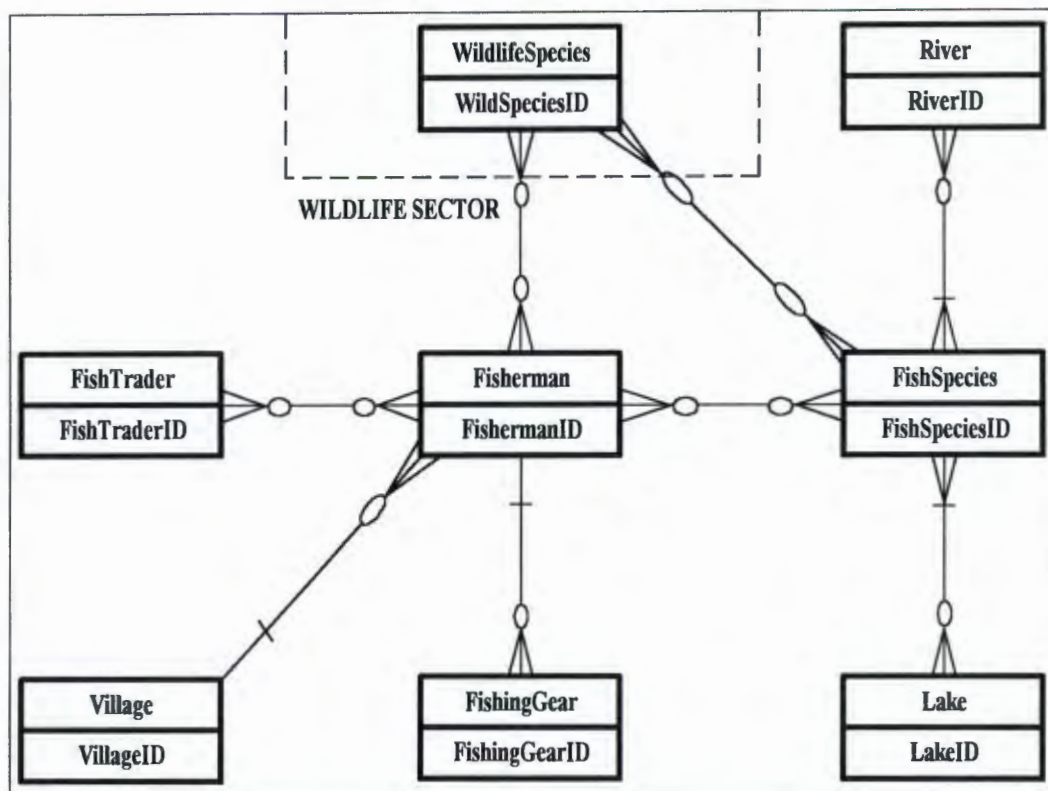 WildlifeSpecies
WildSpeciesID
River
RiverID
WILDLIFE SECTOR
FishTrader
FishTraderID
Fisherman
FishermanID
FishSpecies
FishSpeciesID
Village
VillageID
FishingGear
FishingGearID
Lake
LakeID